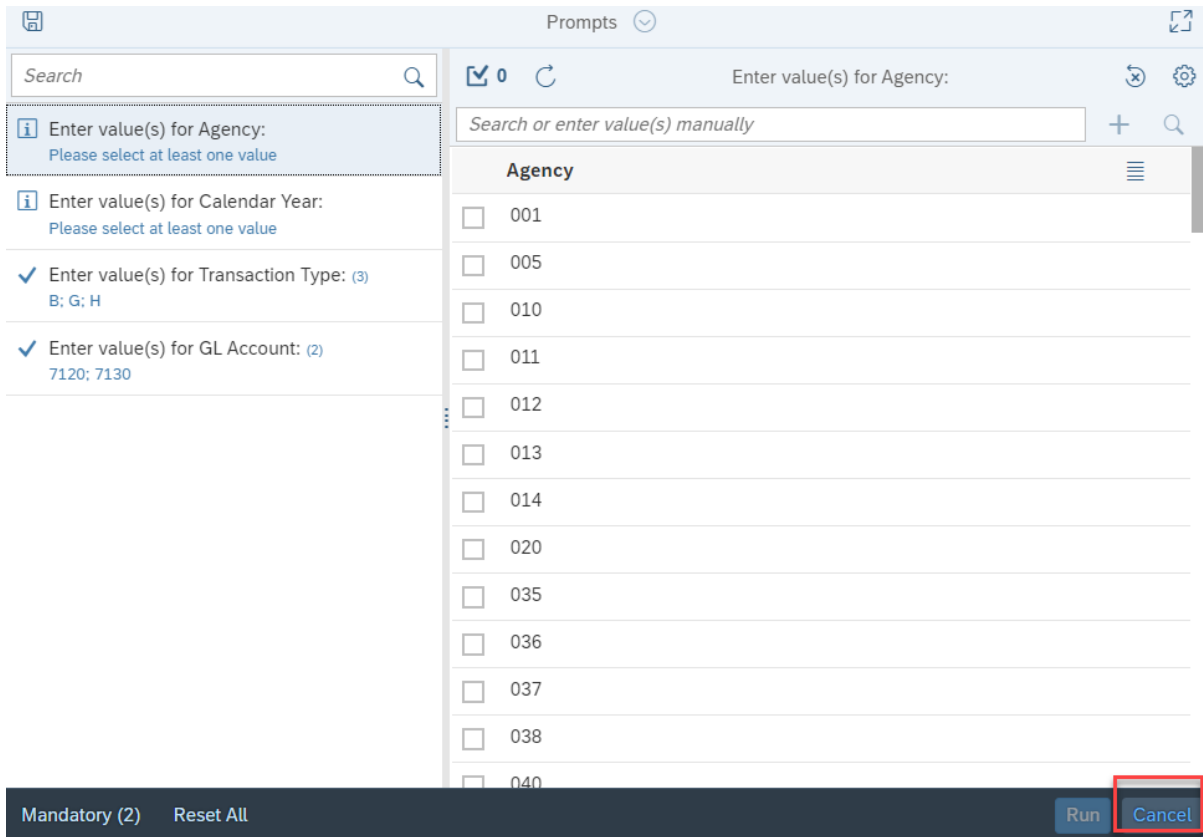 Prompts
Search
Enter value(s) for Agency:
Please select at least one value
Enter value(s) for Calendar Year:
Please select at least one value
Enter value(s) for Transaction Type: (3)
B; G; H
Enter value(s) for GL Account: (2)
7120; 7130
0
Enter value(s) for Agency:
Search or enter value(s) manually
Agency
001
005
010
011
012
013
014
020
035
036
037
038
040
Mandatory (2) Reset All Run Cancel